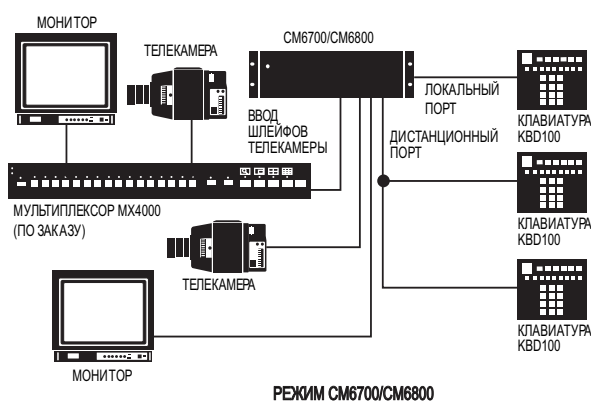 МОНИТОР
ТЕЛЕКАМЕРА
CM6700/CM6800
ЛОКАЛЬНЫЙ
ПОРТ
КЛАВИАТУРА
KBD100
ВВОД
ШЛЕЙФОВ
ТЕЛЕКАМЕРЫ
ДИСТАНЦИОННЫЙ
ПОРТ
МУЛЬТИПЛЕКСОР MX4000
(ПО ЗАКАЗУ)
КЛАВИАТУРА
KBD100
ТЕЛЕКАМЕРА
КЛАВИАТУРА
KBD100
МОНИТОР
РЕЖИМ CM6700/CM6800